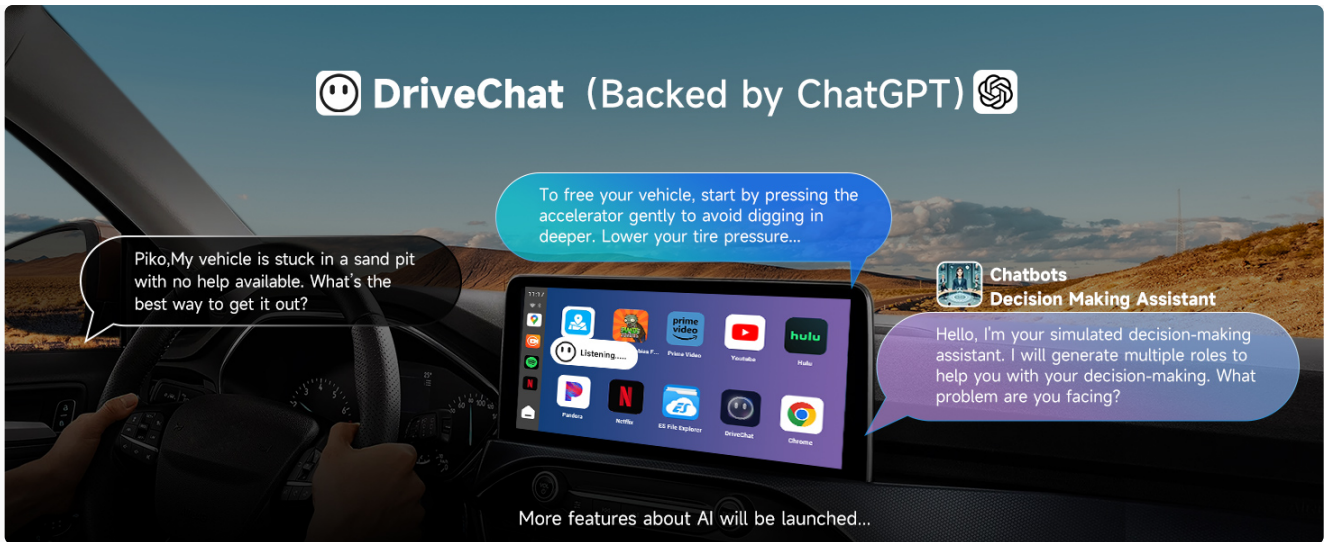 DriveChat (Backed by ChatGPT)
To free your vehicle, start by pressing the
accelerator gently to avoid digging in
deeper. Lower your tire pressure...
Piko,My vehicle is stuck in a sand pit
with no help available. What's the
best way to get it out?
Chatbots
Decision Making Assistant
Hello, I'm your simulated decision-making
assistant. I will generate multiple roles to
help you with your decision-making. What
problem are you facing?
11:17
prime
video
hulu
Prime Video
Youtube
Hulu
Listening.....
Pandora
Netflix
ES File Explorer
DriveChat
Chrome
More features about AI will be launched...